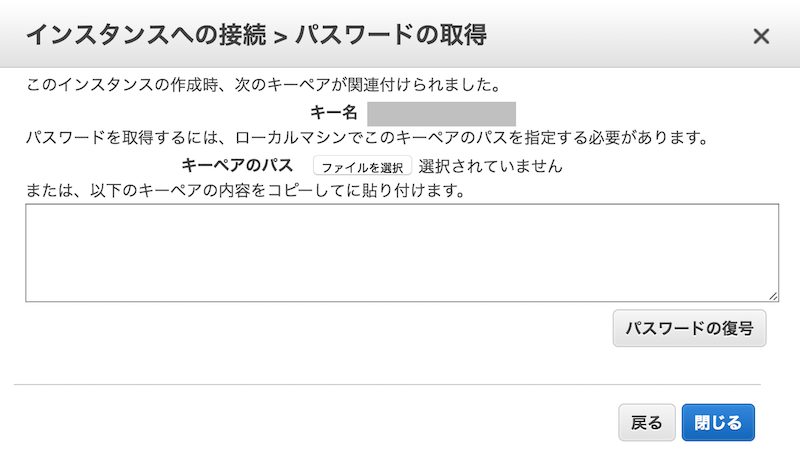 インスタンスへの接続 > パスワードの取得
このインスタンスの作成時、次のキーペアが関連付けられました。
キー名
パスワードを取得するには、ローカルマシンでこのキーペアのパスを指定する必要があります。
キーペアのパス ファイルを選択 選択されていません
または、以下のキーペアの内容をコピーしてに貼り付けます。
パスワードの復号
戻る 閉じる